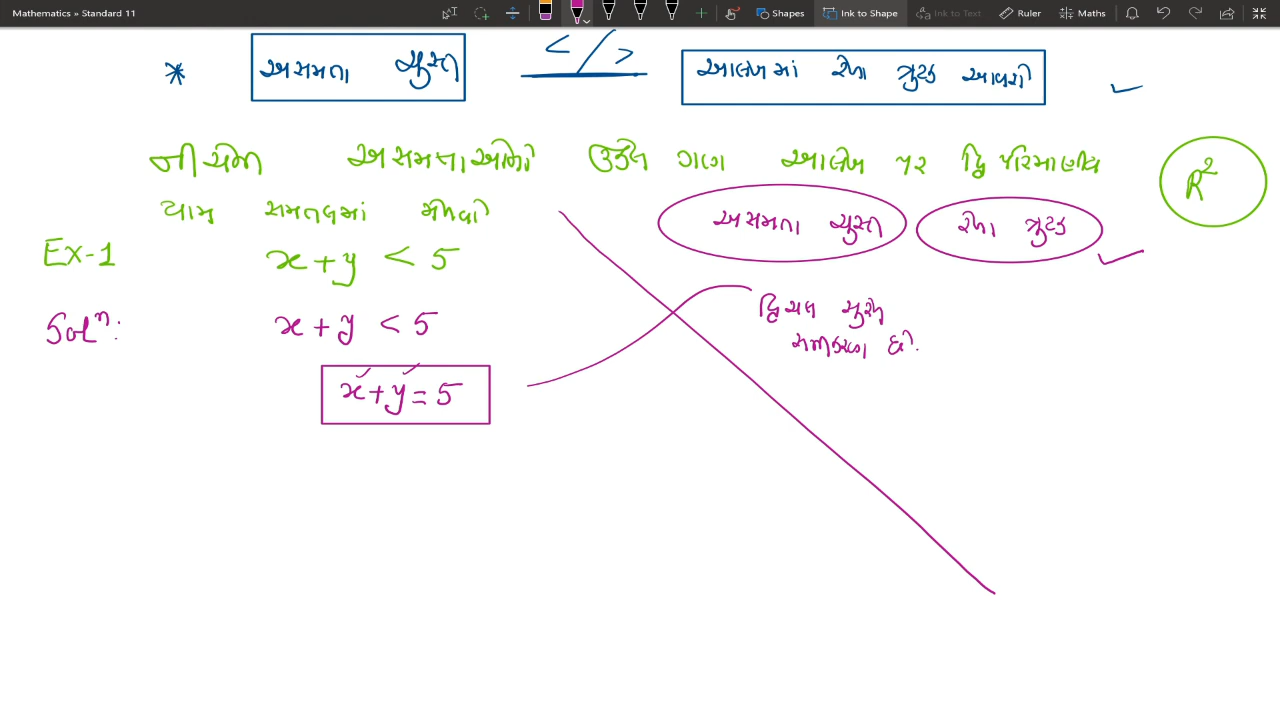 Mathematics » Standard 11
Shapes Ink to Shape Ink to Text Ruler Maths
* અસમતા ચુસ્ત < / > આલેખમાં રેખા ત્રુટક આવશે
નીચેની અસમતાઓનો ઉકેલ ગણ આલેખ પર દ્વિ પરિમાણીય R²
યામ સમતલમાં મેળવો
અસમતા ચુસ્ત રેખા ત્રુટક
Ex-1 x + y < 5
Solⁿ: x + y < 5
દ્વિચલ સુરેખ
સમીકરણ છે.
x + y = 5